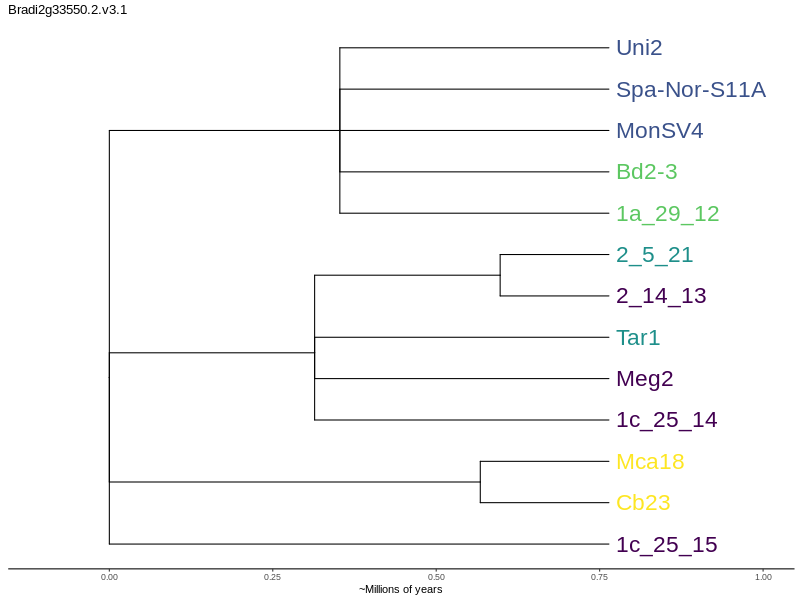 Bradi2g33550.2.v3.1
Uni2
Spa-Nor-S11A
MonSV4
Bd2-3
1a_29_12
2_5_21
2_14_13
Tar1
Meg2
1c_25_14
Mca18
Cb23
1c_25_15
0.00 0.25 0.50 0.75 1.00
~Millions of years